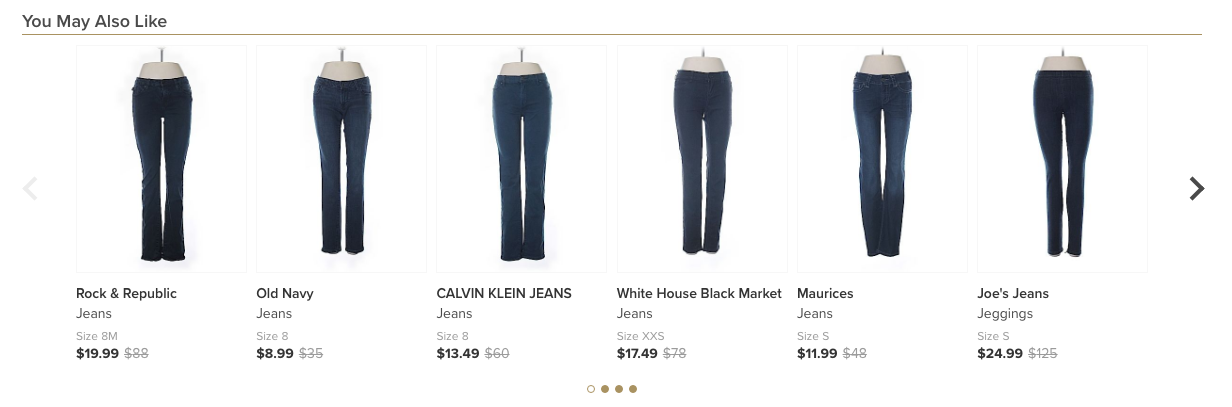 You May Also Like
Rock & Republic
Jeans
Size 8M
$19.99 $88
Old Navy
Jeans
Size 8
$8.99 $35
CALVIN KLEIN JEANS
Jeans
Size 8
$13.49 $60
White House Black Market
Jeans
Size XXS
$17.49 $78
Maurices
Jeans
Size S
$11.99 $48
Joe's Jeans
Jeggings
Size S
$24.99 $125